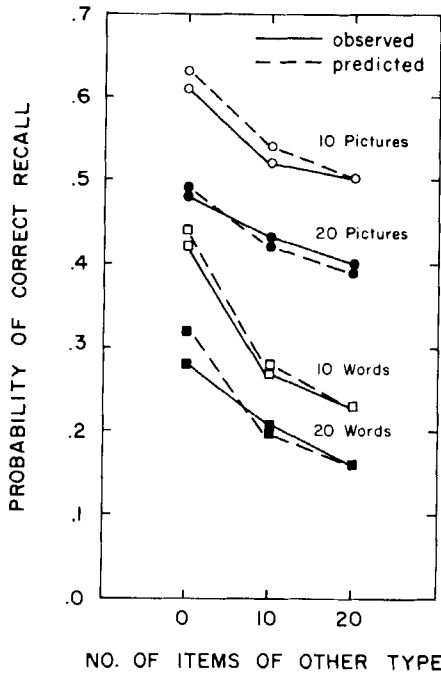 PROBABILITY OF CORRECT RECALL
.7
.6
.5
.4
.3
.2
.1
.0
observed
predicted
10 Pictures
20 Pictures
10 Words
20 Words
0 10 20
NO. OF ITEMS OF OTHER TYPE